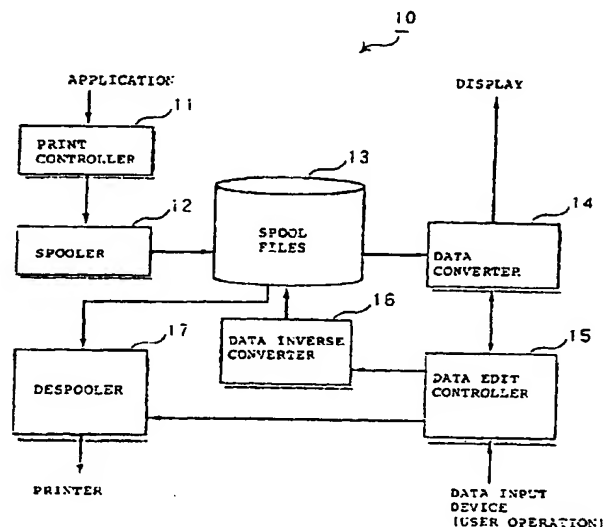 10
APPLICATION
DISPLAY
11
PRINT
CONTROLLER
13
12
14
SPOOLER
SPOOL
FILES
DATA
CONVERTER
16
17
15
DATA INVERSE
CONVERTER
DESPOOLER
DATA EDIT
CONTROLLER
PRINTER
DATA INPUT
DEVICE
(USER OPERATION)